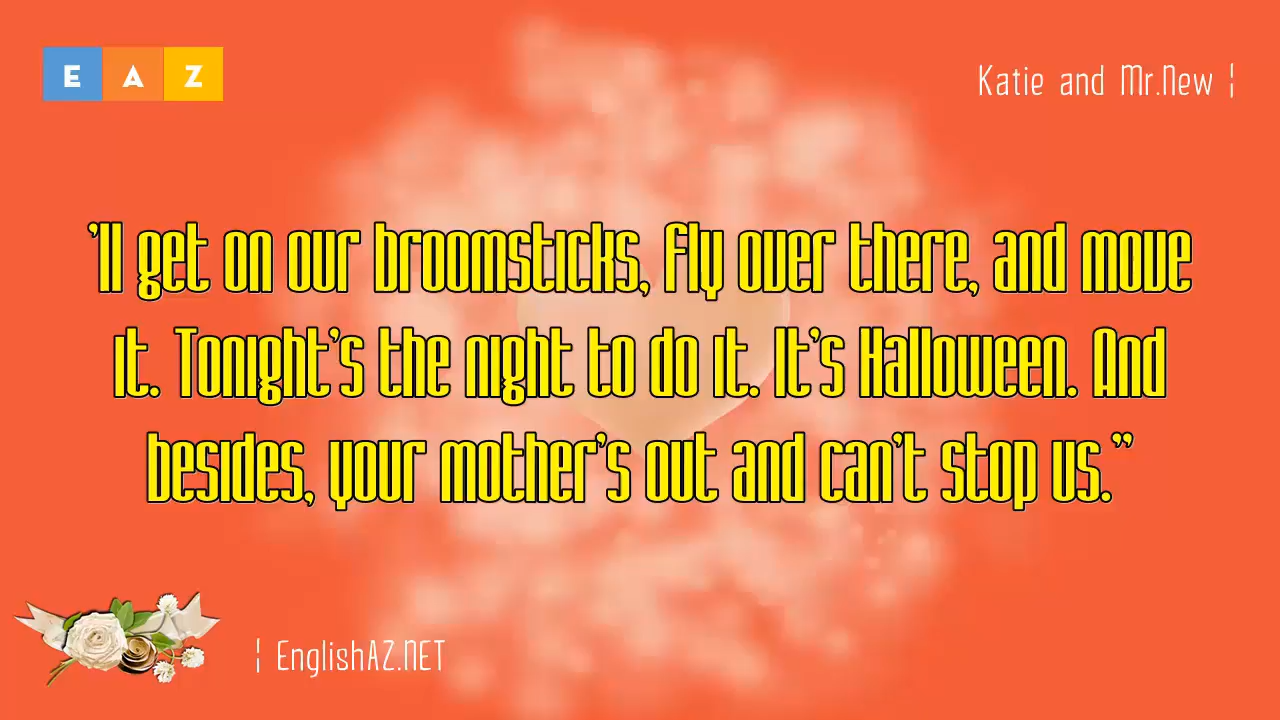 E A Z
Katie and Mr.New ¦
’ll get on our broomsticks, fly over there, and move
it. Tonight’s the night to do it. It’s Halloween. And
besides, your mother’s out and can’t stop us.”
¦ EnglishAZ.NET